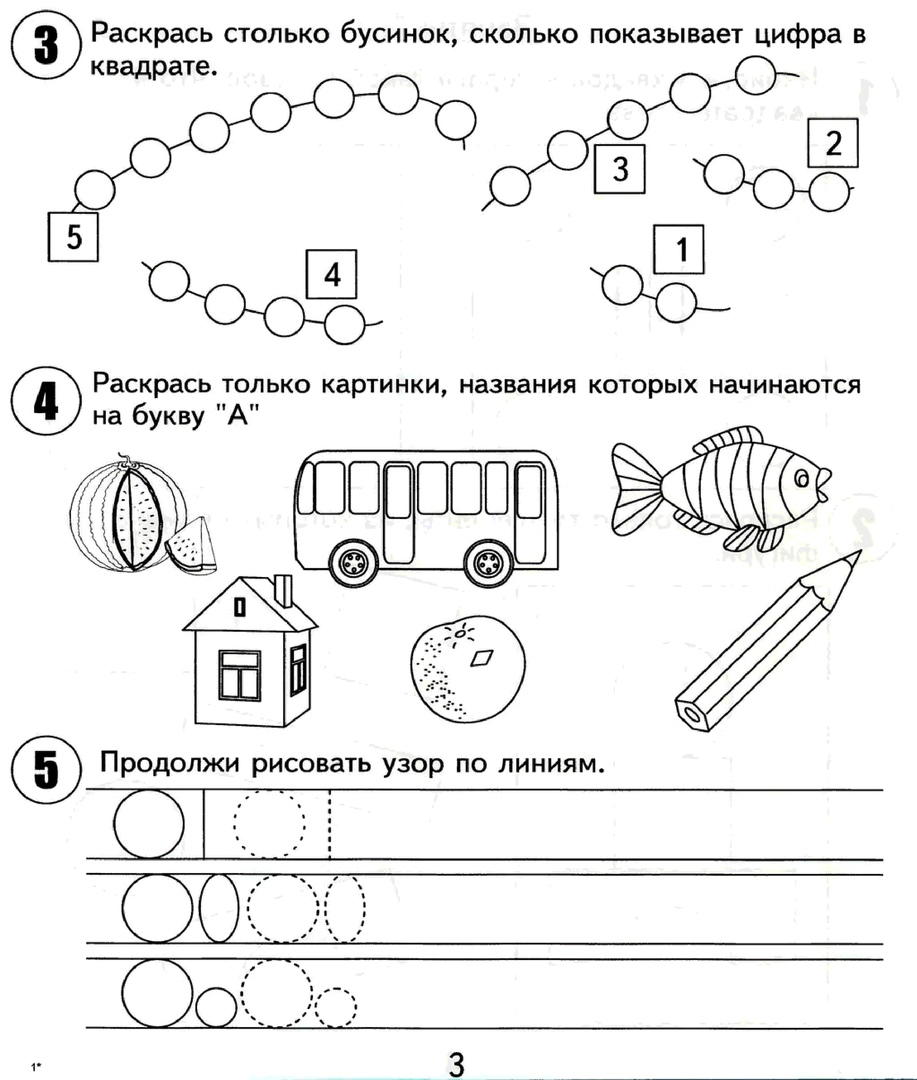 3 Раскрась столько бусинок, сколько показывает цифра в
квадрате.
2
3
5
1
4
4 Раскрась только картинки, названия которых начинаются
на букву "А"
5 Продолжи рисовать узор по линиям.
1*
3